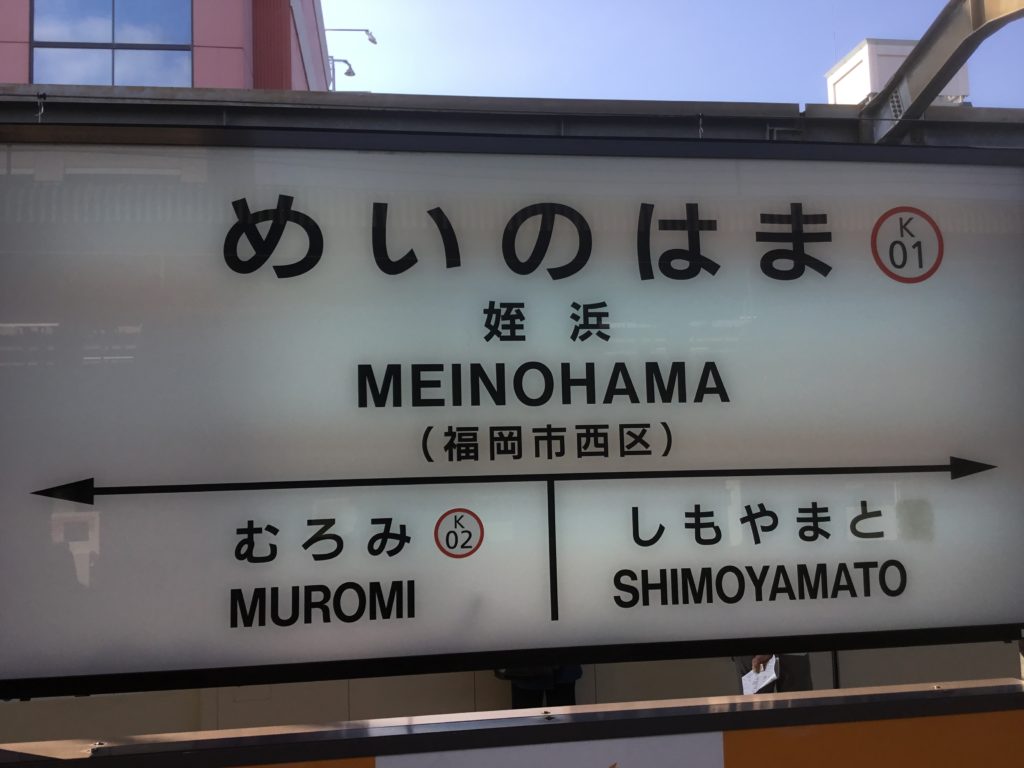 めいのはま K 01
姪浜
MEINOHAMA
（福岡市西区）
むろみ K 02
MUROMI
しもやまと
SHIMOYAMATO